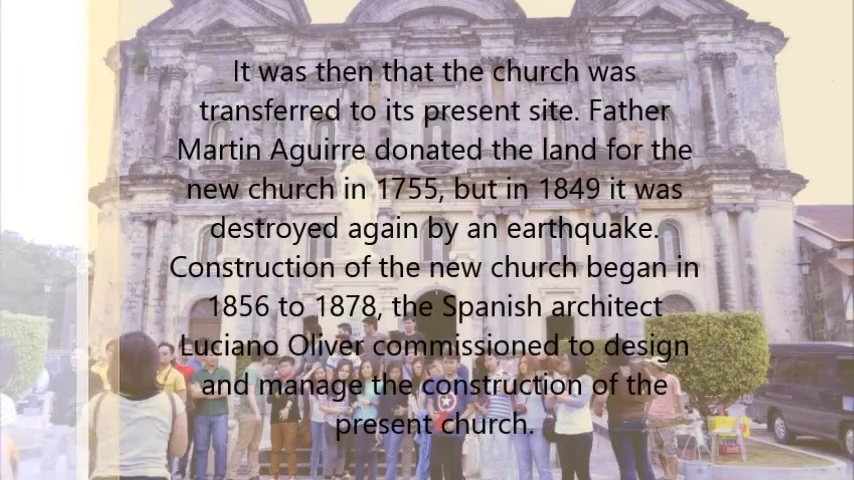 It was then that the church was
transferred to its present site. Father
Martin Aguirre donated the land for the
new church in 1755, but in 1849 it was
destroyed again by an earthquake.
Construction of the new church began in
1856 to 1878, the Spanish architect
Luciano Oliver commissioned to design
and manage the construction of the
present church.